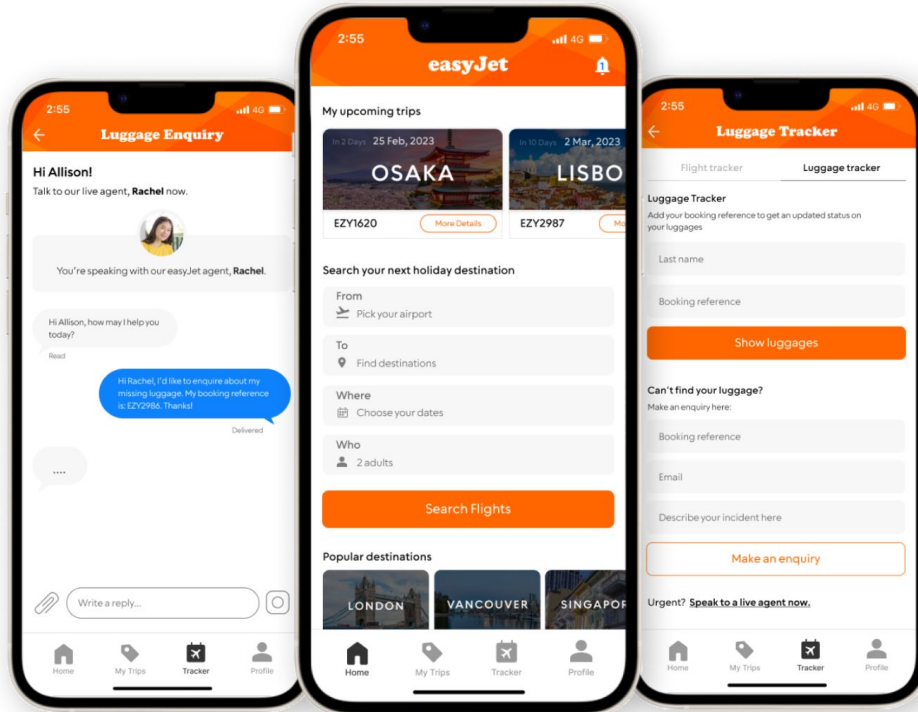 2:55
4G
Luggage Enquiry
Hi Allison!
Talk to our live agent, Rachel now.
You're speaking with our easyJet agent, Rachel.
Hi Allison, how may I help you
today?
Read
Hi Rachel, I'd like to enquire about my
missing luggage. My booking reference
is: EZY2986. Thanks!
Delivered
....
Write a reply...
Home
My Trips
Tracker
Profile
2:55
4G
easyJet
1
My upcoming trips
In 2 Days 25 Feb, 2023
OSAKA
EZY1620
More Details
In 10 Days 2 Mar, 2023
LISBO
EZY2987
Mo
Search your next holiday destination
From
Pick your airport
To
Find destinations
Where
Choose your dates
Who
2 adults
Search Flights
Popular destinations
LONDON
VANCOUVER
SINGAPOR
Home
My Trips
Tracker
Profile
2:55
4G
Luggage Tracker
Flight tracker
Luggage tracker
Luggage Tracker
Add your booking reference to get an updated status on
your luggages
Last name
Booking reference
Show luggages
Can't find your luggage?
Make an enquiry here:
Booking reference
Email
Describe your incident here
Make an enquiry
Urgent? Speak to a live agent now.
Home
My Trips
Tracker
Profile